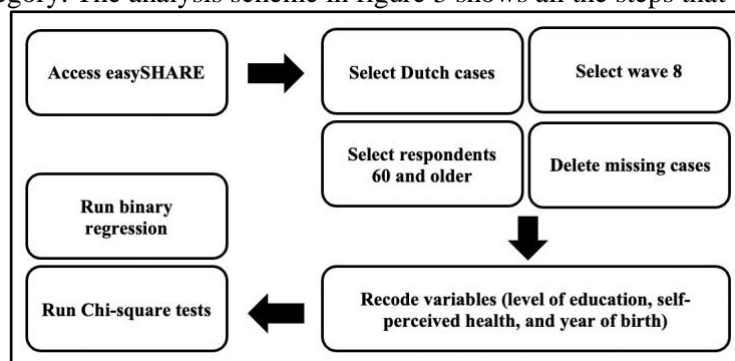 egory. The analysis scheme in figure 3 shows all the steps that
Access easySHARE
Select Dutch cases
Select wave 8
Select respondents
60 and older
Delete missing cases
Recode variables (level of education, self-
perceived health, and year of birth)
Run binary
regression
Run Chi-square tests